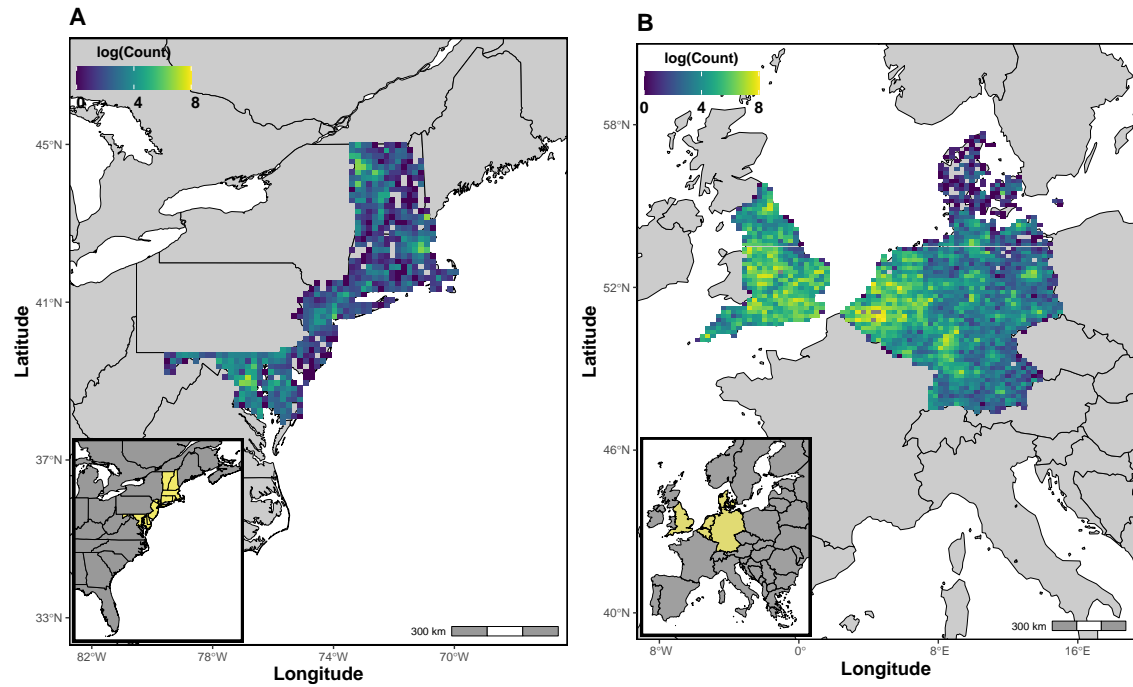 A
log(Count)
0 4 8
45°N
41°N
37°N
33°N
Latitude
300 km
82°W 78°W 74°W 70°W
Longitude
B
log(Count)
0 4 8
58°N
52°N
46°N
40°N
Latitude
300 km
8°W 0° 8°E 16°E
Longitude